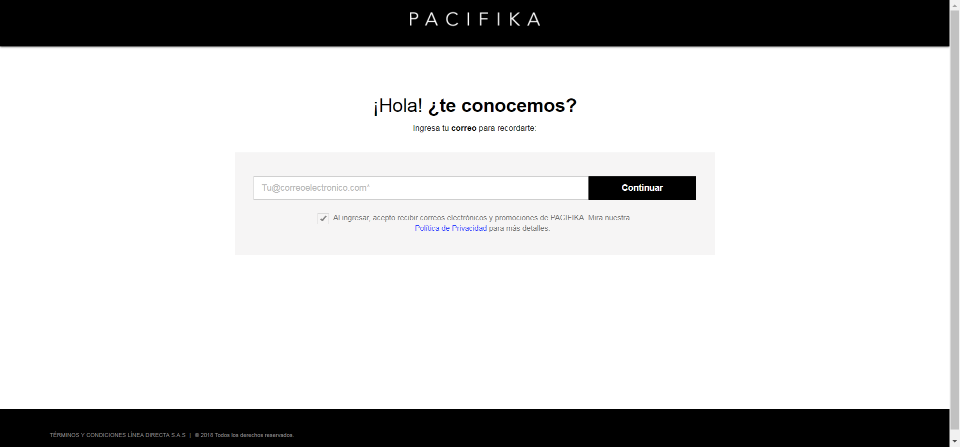 PACIFIKA
¡Hola! ¿te conocemos?
Ingresa tu correo para recordarte:
Tu@correoelectronico.com*
Continuar
Al ingresar, acepto recibir correos electrónicos y promociones de PACIFIKA. Mira nuestra
Política de Privacidad para más detalles.
TÉRMINOS Y CONDICIONES LÍNEA DIRECTA S.A.S | © 2018 Todos los derechos reservados.